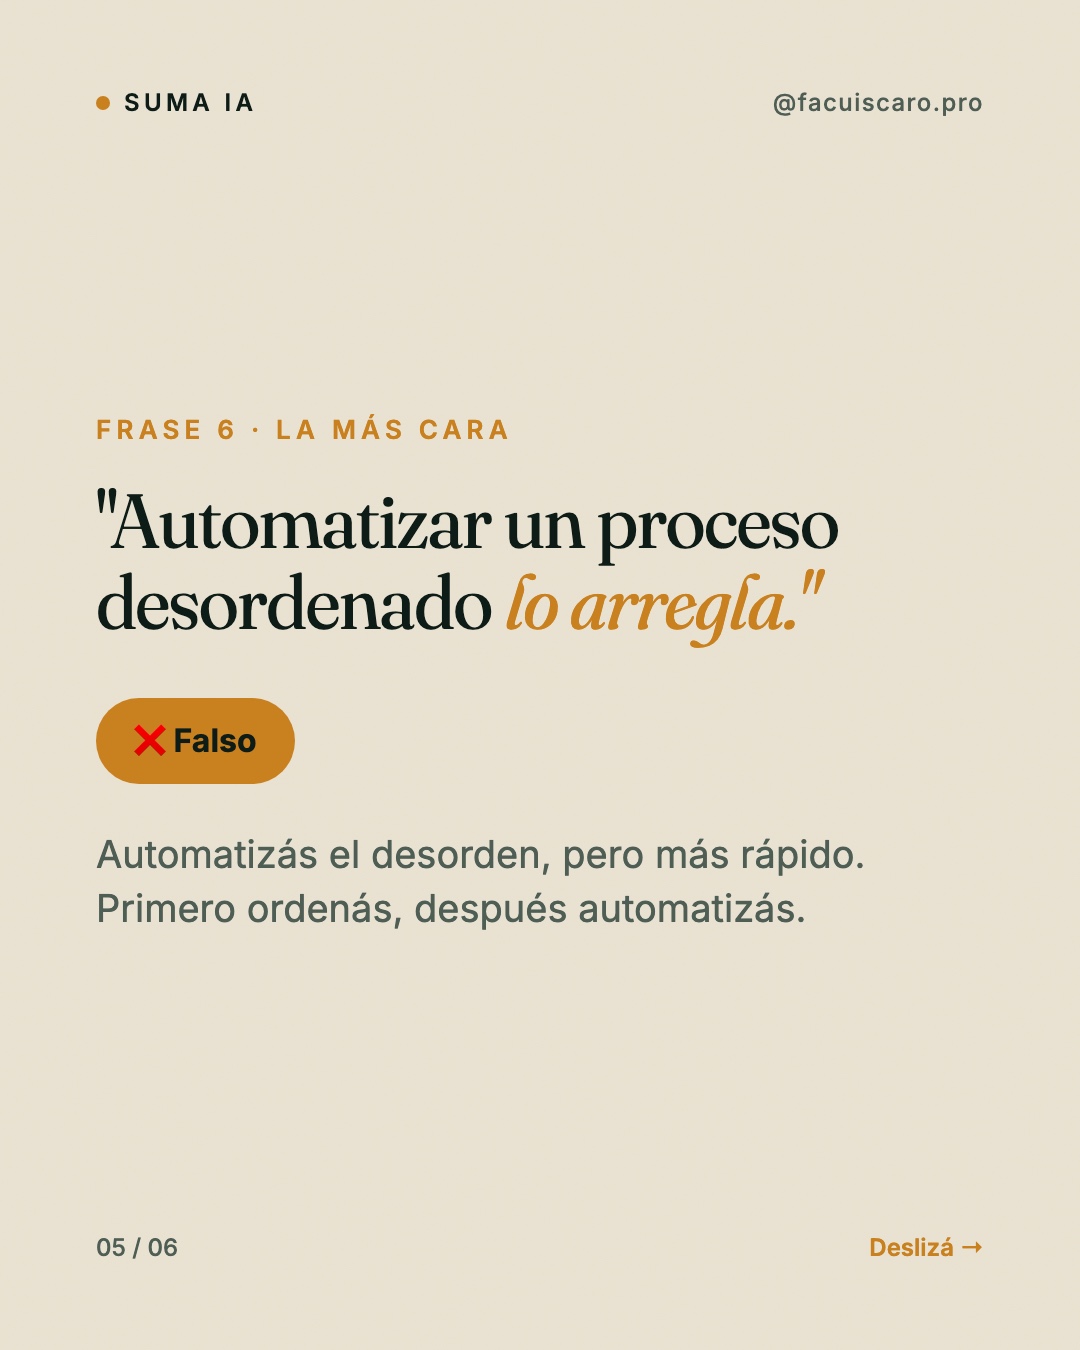 SUMA IA
@facuiscaro.pro
FRASE 6 · LA MÁS CARA
"Automatizar un proceso
desordenado lo arregla."
❌ Falso
Automatizás el desorden, pero más rápido.
Primero ordenás, después automatizás.
05 / 06
Deslizá →